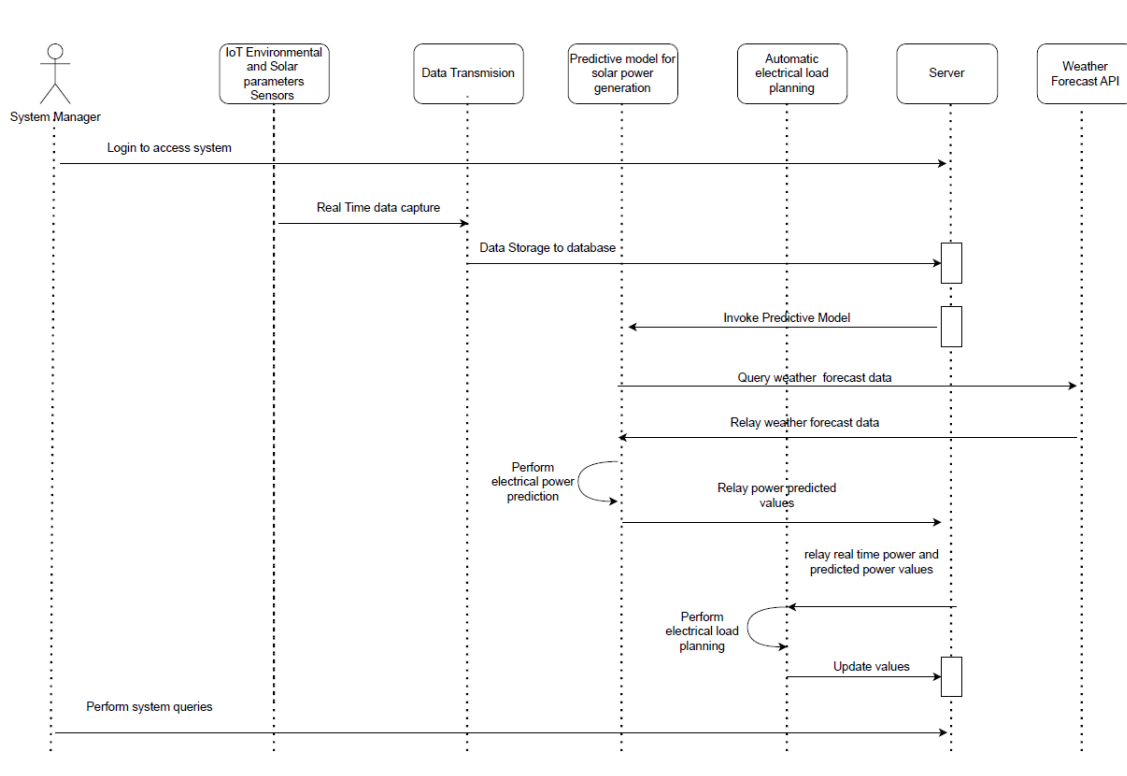 IoT Environmental
and Solar
parameters
Sensors
Data Transmision
Predictive model for
solar power
generation
Automatic
electrical load
planning
Server
Weather
Forecast API
System Manager
Login to access system
Real Time data capture
Data Storage to database
Invoke Predictive Model
Query weather forecast data
Relay weather forecast data
Perform
electrical power
prediction
Relay power predicted
values
relay real time power and
predicted power values
Perform
electrical load
planning
Update values
Perform system queries